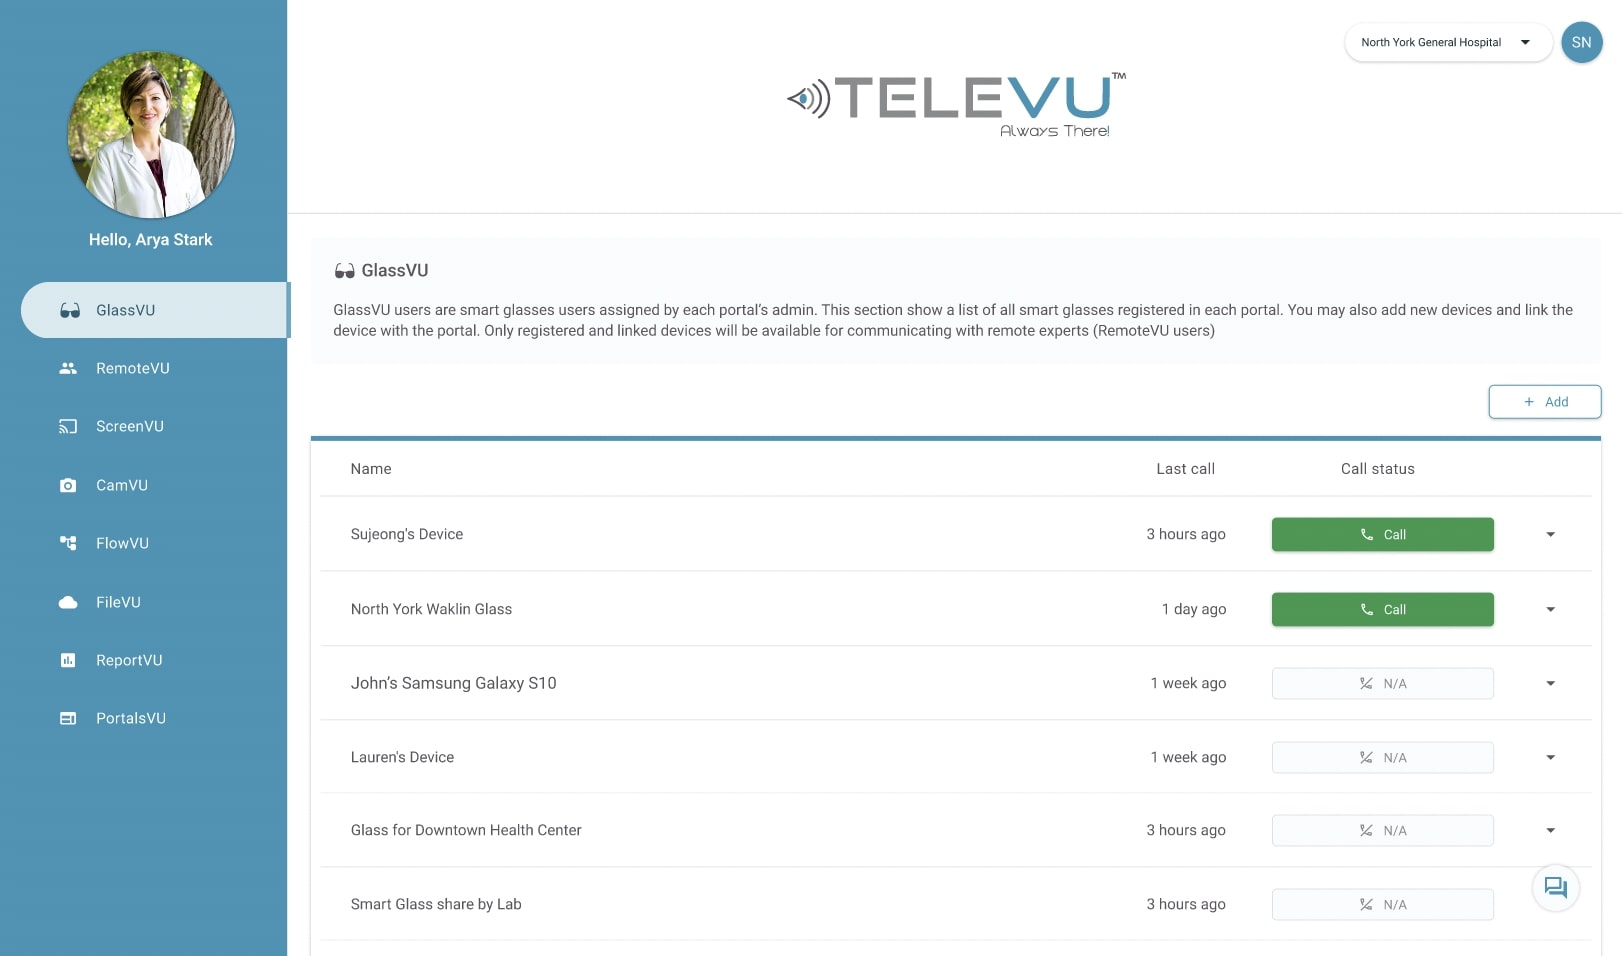 North York General Hospital
SN
TELEVU™
Always There!
Hello, Arya Stark
GlassVU
RemoteVU
ScreenVU
CamVU
FlowVU
FileVU
ReportVU
PortalsVU
GlassVU
GlassVU users are smart glasses users assigned by each portal’s admin. This section show a list of all smart glasses registered in each portal. You may also add new devices and link the
device with the portal. Only registered and linked devices will be available for communicating with remote experts (RemoteVU users)
+ Add
Name Last call Call status
Sujeong's Device 3 hours ago Call
North York Waklin Glass 1 day ago Call
John’s Samsung Galaxy S10 1 week ago N/A
Lauren's Device 1 week ago N/A
Glass for Downtown Health Center 3 hours ago N/A
Smart Glass share by Lab 3 hours ago N/A